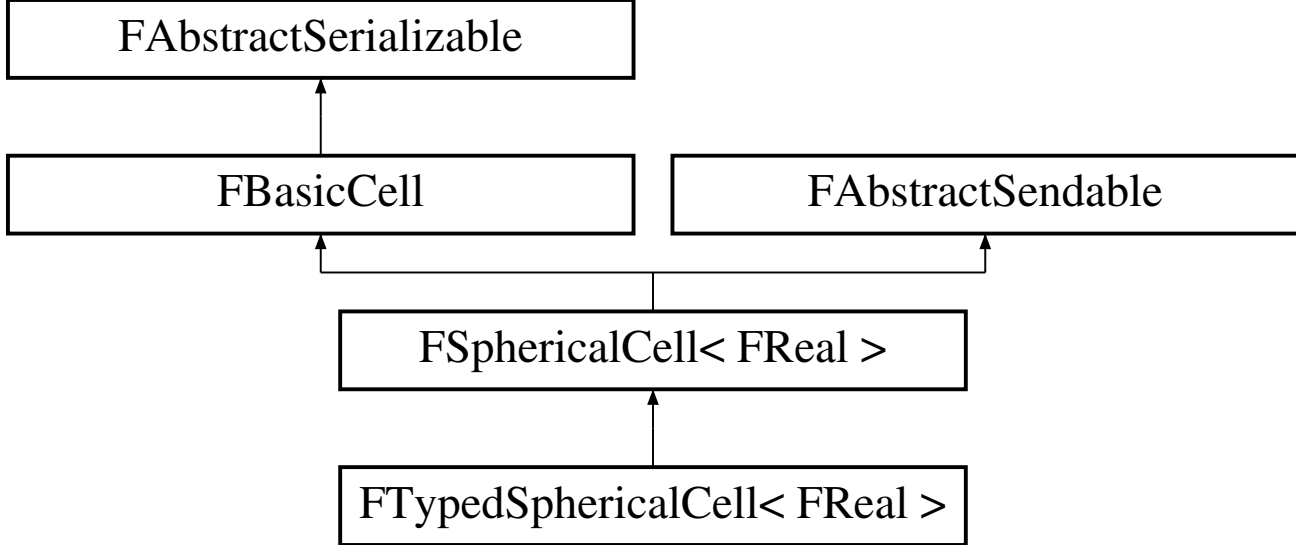 FAbstractSerializable
FBasicCell
FAbstractSendable
FSphericalCell< FReal >
FTypedSphericalCell< FReal >